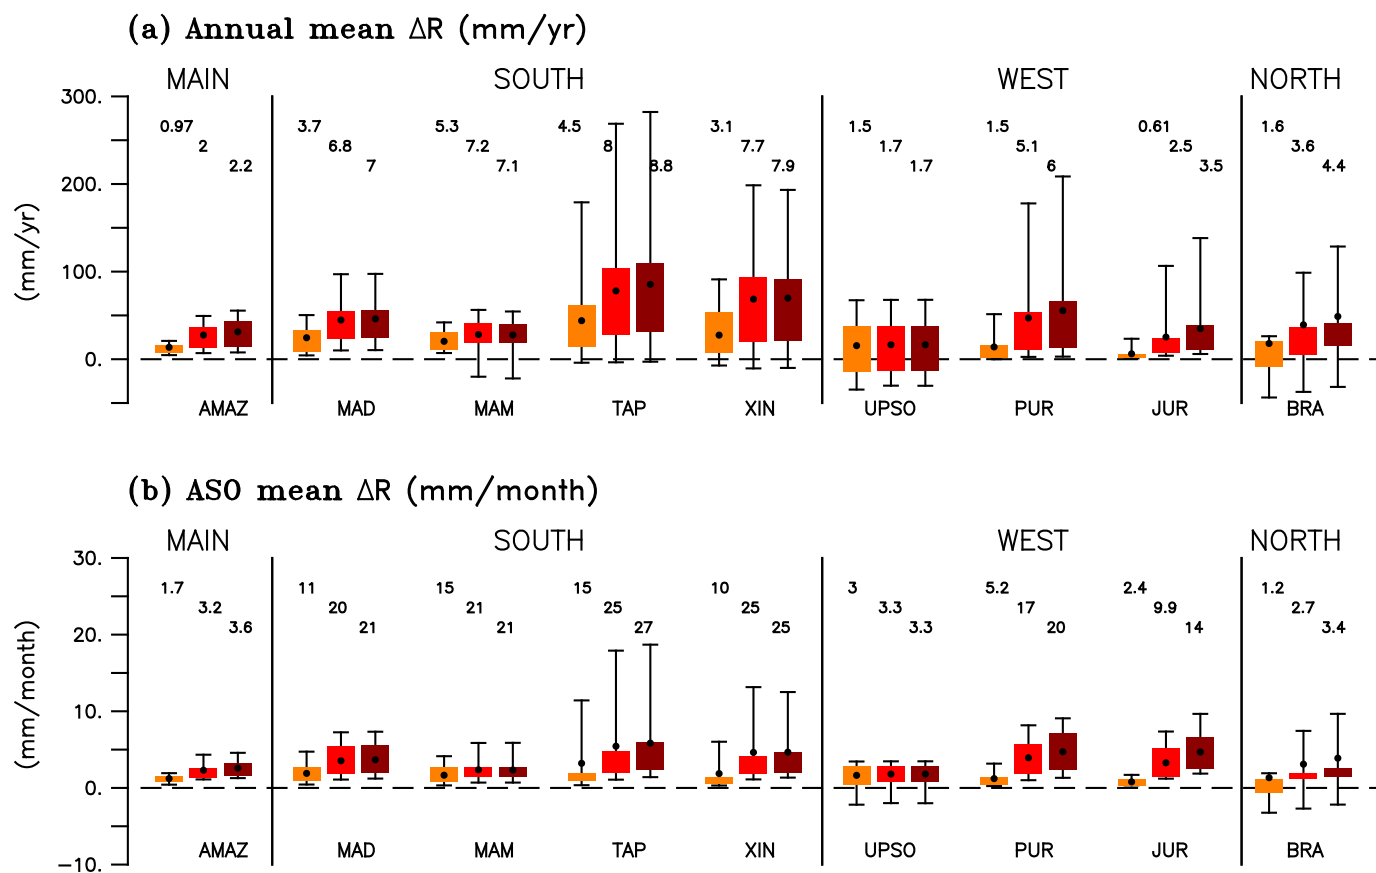 (a) Annual mean ΔR (mm/yr)
MAIN SOUTH WEST NORTH
300.
0.97 3.7 5.3 4.5 3.1 1.5 1.5 0.61 1.6
2 6.8 7.2 8 7.7 1.7 5.1 2.5 3.6
2.2 7 7.1 8.8 7.9 1.7 6 3.5 4.4
200.
(mm/yr)
100.
0.
AMAZ MAD MAM TAP XIN UPSO PUR JUR BRA
(b) ASO mean ΔR (mm/month)
MAIN SOUTH WEST NORTH
30.
1.7 11 15 15 10 3 5.2 2.4 1.2
3.2 20 21 25 25 3.3 17 9.9 2.7
3.6 21 21 27 25 3.3 20 14 3.4
20.
(mm/month)
10.
0.
AMAZ MAD MAM TAP XIN UPSO PUR JUR BRA
−10.